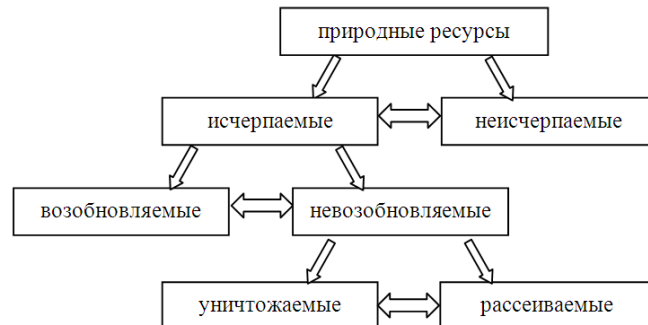 природные ресурсы
исчерпаемые
неисчерпаемые
возобновляемые
невозобновляемые
уничтожаемые
рассеиваемые